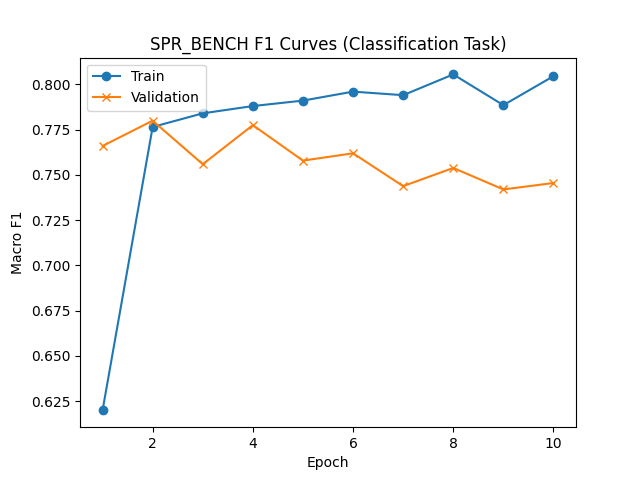 SPR_BENCH F1 Curves (Classification Task)
Train
Validation
0.800
0.775
0.750
0.725
0.700
0.675
0.650
0.625
Macro F1
2
4
6
8
10
Epoch